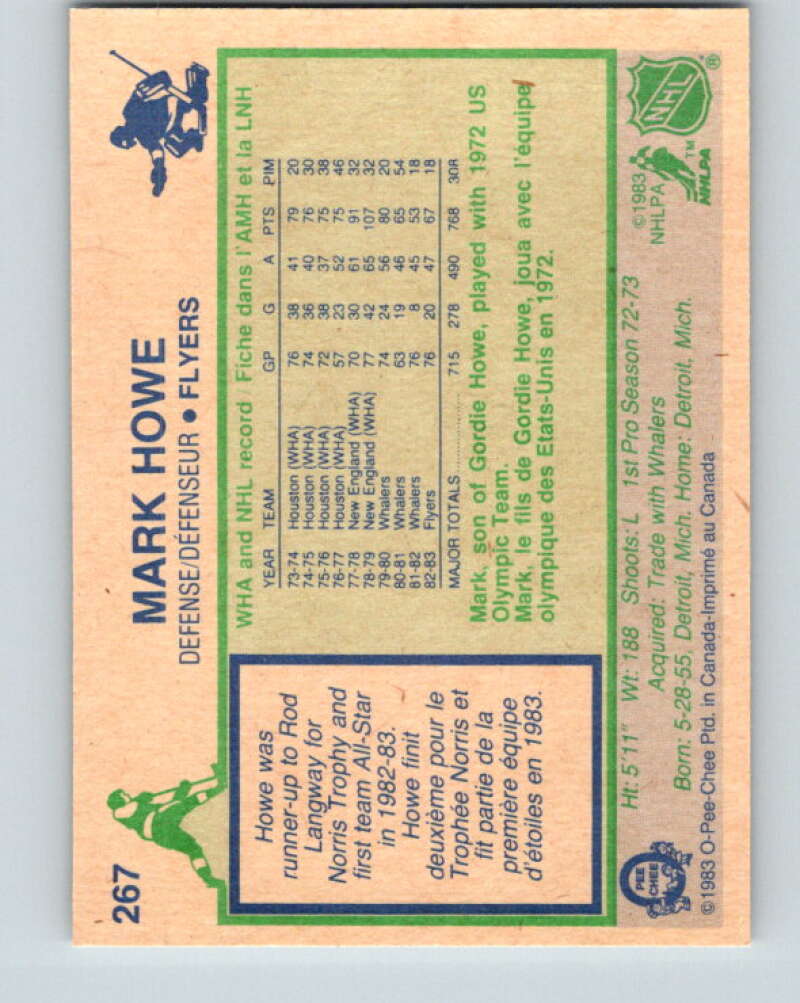 267
MARK HOWE
DEFENSE/DÉFENSEUR • FLYERS
Howe was
runner-up to Rod
Langway for
Norris Trophy and
first team All-Star
in 1982-83.
Howe finit
deuxième pour le
Trophée Norris et
fit partie de la
première équipe
d'étoiles en 1983.
WHA and NHL record Fiche dans l'AMH et la LNH
YEAR TEAM GP G A PTS PIM
73-74 Houston (WHA) 76 38 41 79 20
74-75 Houston (WHA) 74 36 40 76 30
75-76 Houston (WHA) 72 38 37 75 38
76-77 Houston (WHA) 57 23 52 75 46
77-78 New England (WHA) 70 30 61 91 32
78-79 New England (WHA) 77 42 65 107 32
79-80 Whalers 74 24 56 80 20
80-81 Whalers 63 19 46 65 54
81-82 Whalers 76 8 45 53 18
82-83 Flyers 76 20 47 67 18
MAJOR TOTALS 715 278 490 768 308
Mark, son of Gordie Howe, played with 1972 US
Olympic Team.
Mark, le fils de Gordie Howe, joua avec l'équipe
olympique des Etats-Unis en 1972.
Ht: 5'11" Wt: 188 Shoots: L 1st Pro Season 72-73
Acquired: Trade with Whalers
Born: 5-28-55, Detroit, Mich. Home: Detroit, Mich.
©1983 O-Pee-Chee Ptd. in Canada-Imprimé au Canada
PEE
CHEE
©1983
NHLPA
TM
NHLPA
NHL
®